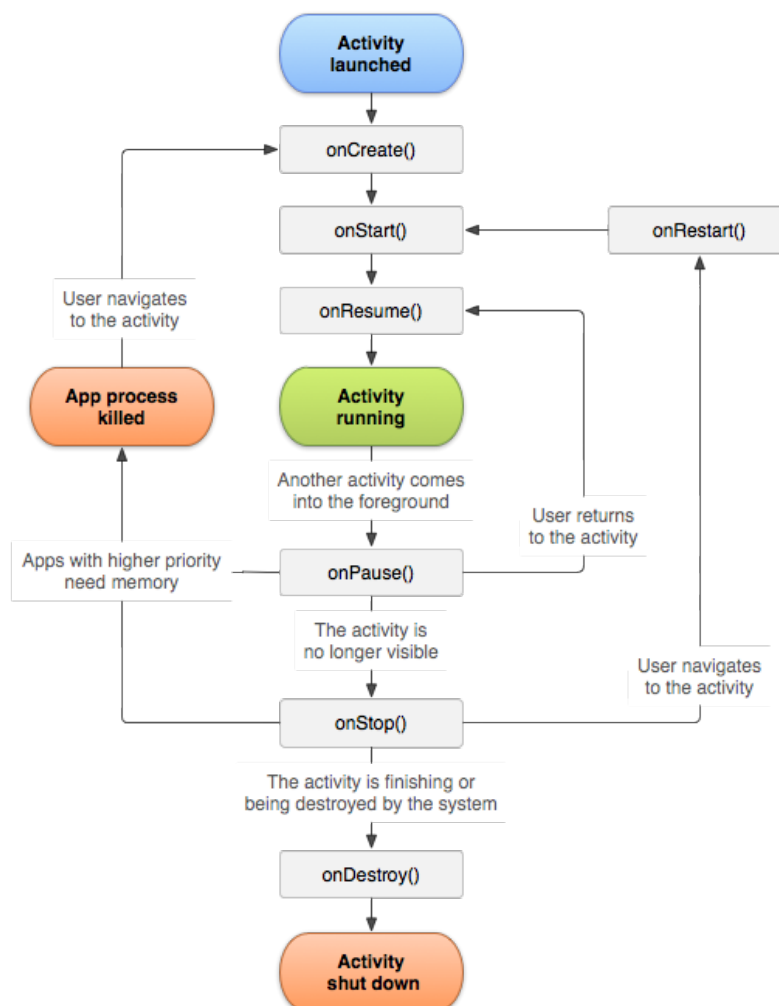 Activity
launched
onCreate()
onStart()
onRestart()
onResume()
User navigates
to the activity
App process
killed
Activity
running
Another activity comes
into the foreground
User returns
to the activity
Apps with higher priority
need memory
onPause()
The activity is
no longer visible
User navigates
to the activity
onStop()
The activity is finishing or
being destroyed by the system
onDestroy()
Activity
shut down